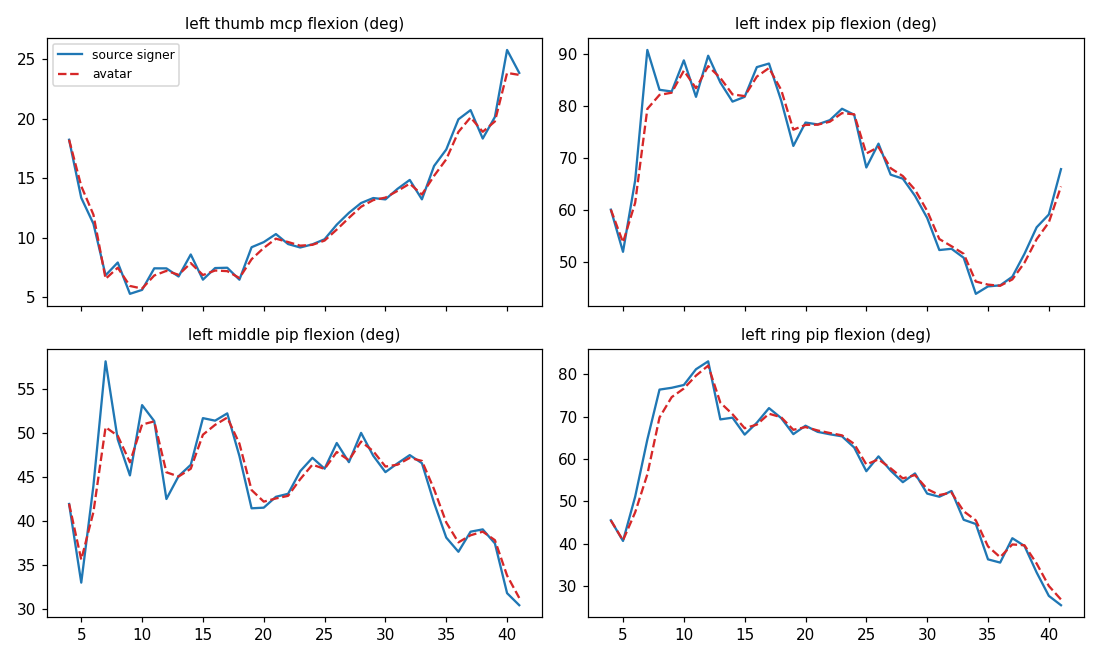 left thumb mcp flexion (deg)
source signer
avatar
25
20
15
10
5
left index pip flexion (deg)
90
80
70
60
50
left middle pip flexion (deg)
55
50
45
40
35
30
5 10 15 20 25 30 35 40
left ring pip flexion (deg)
80
70
60
50
40
30
5 10 15 20 25 30 35 40